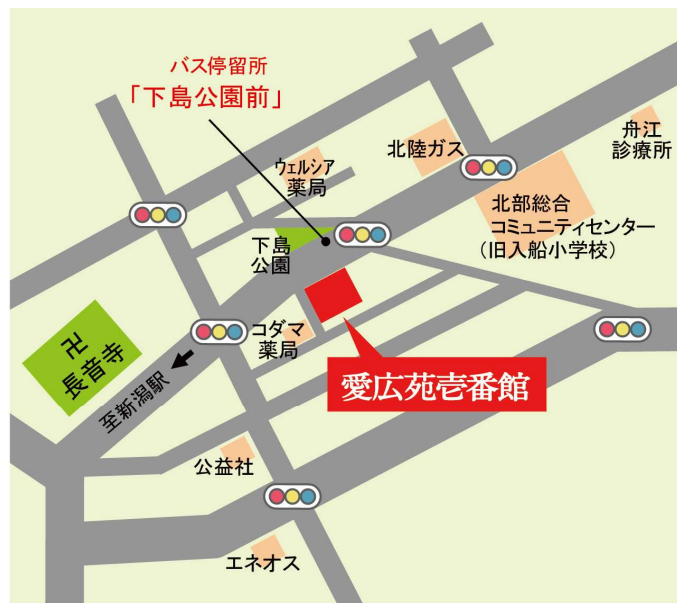 バス停留所
「下島公園前」
ウェルシア
薬局
北陸ガス
舟江
診療所
北部総合
コミュニティセンター
（旧入船小学校）
下島
公園
コダマ
薬局
卍
長音寺
至新潟駅
愛広苑壱番館
公益社
エネオス